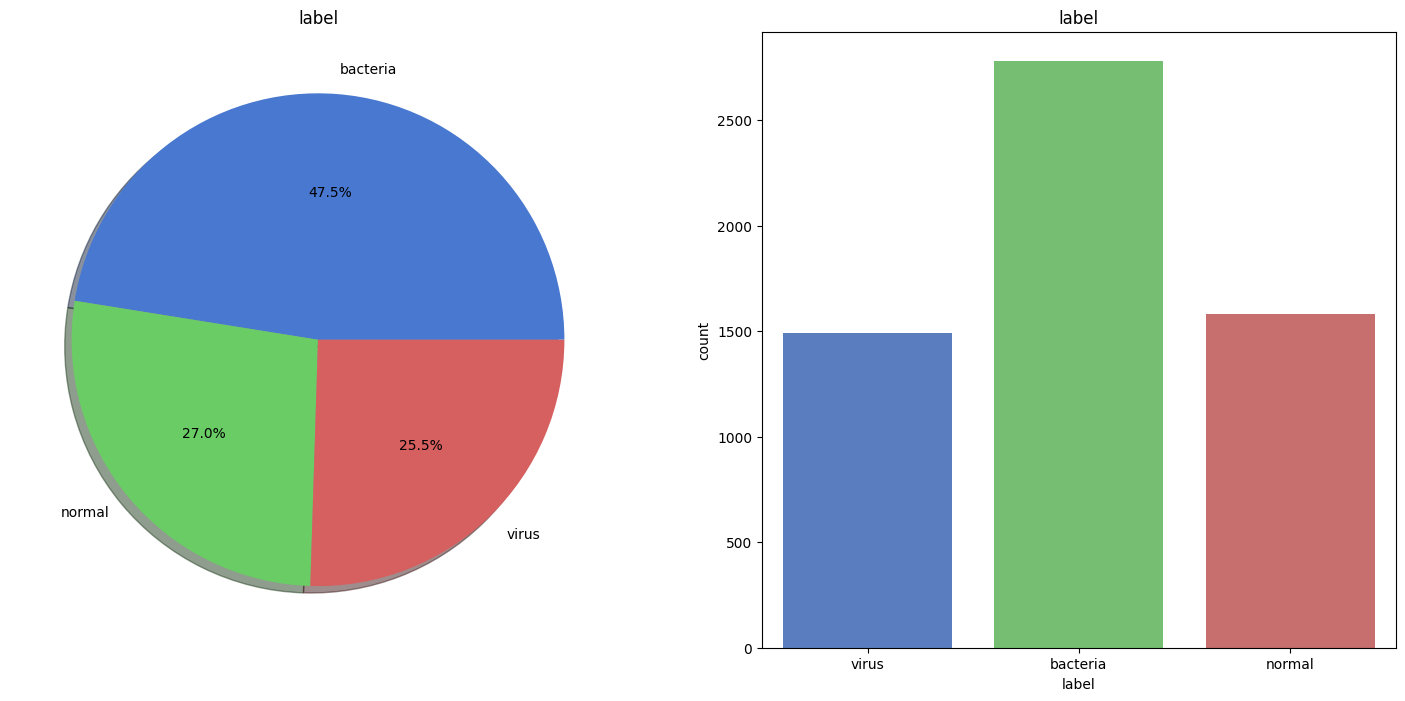 label
bacteria
47.5%
27.0%
25.5%
normal
virus
label
2500
2000
1500
1000
500
0
count
virus bacteria normal
label